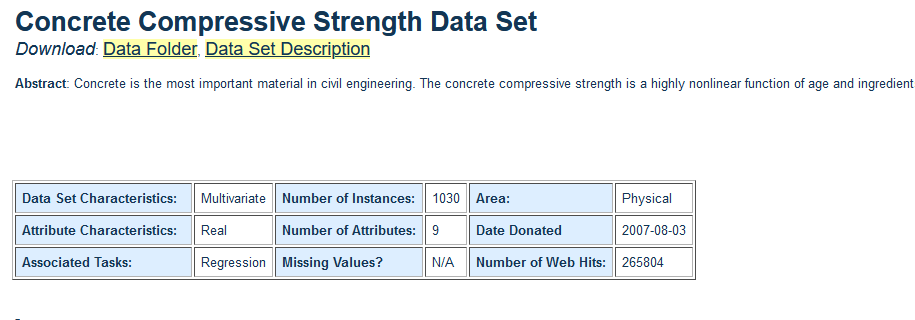 Concrete Compressive Strength Data Set
Download: Data Folder, Data Set Description
Abstract: Concrete is the most important material in civil engineering. The concrete compressive strength is a highly nonlinear function of age and ingredient
Data Set Characteristics: Multivariate Number of Instances: 1030 Area: Physical
Attribute Characteristics: Real Number of Attributes: 9 Date Donated 2007-08-03
Associated Tasks: Regression Missing Values? N/A Number of Web Hits: 265804